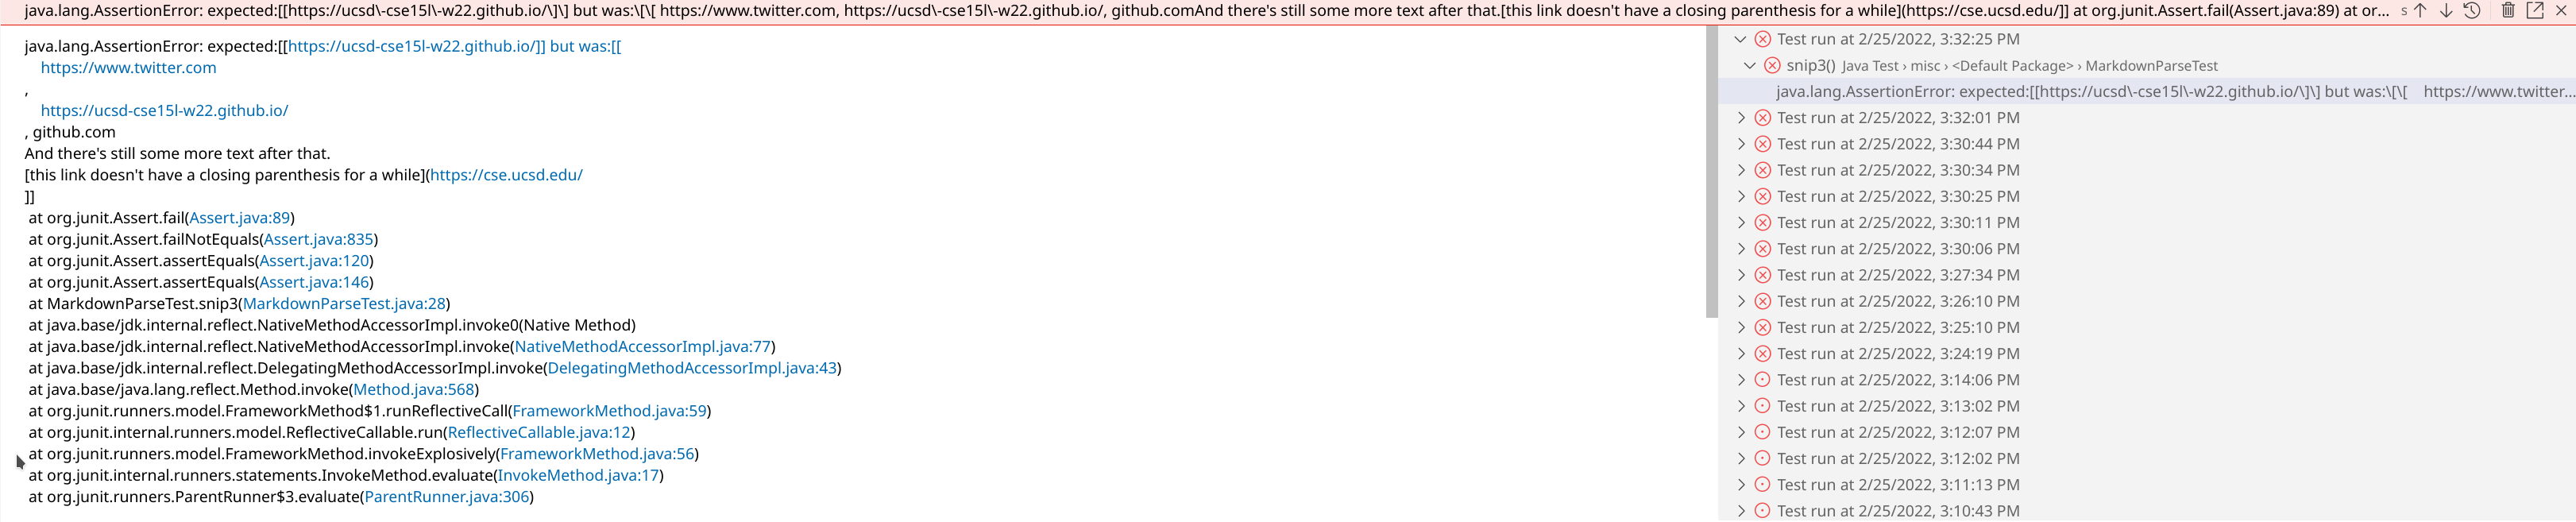 java.lang.AssertionError: expected:[[https://ucsd\-cse15l\-w22.github.io/\]\] but was:\[\[ https://www.twitter.com, https://ucsd\-cse15l\-w22.github.io/, github.comAnd there's still some more text after that.[this link doesn't have a closing parenthesis for a while](https://cse.ucsd.edu/]] at org.junit.Assert.fail(Assert.java:89) at or... s
java.lang.AssertionError: expected:[[https://ucsd-cse15l-w22.github.io/]] but was:[[
https://www.twitter.com
,
https://ucsd-cse15l-w22.github.io/
, github.com
And there's still some more text after that.
[this link doesn't have a closing parenthesis for a while](https://cse.ucsd.edu/
]]
at org.junit.Assert.fail(Assert.java:89)
at org.junit.Assert.failNotEquals(Assert.java:835)
at org.junit.Assert.assertEquals(Assert.java:120)
at org.junit.Assert.assertEquals(Assert.java:146)
at MarkdownParseTest.snip3(MarkdownParseTest.java:28)
at java.base/jdk.internal.reflect.NativeMethodAccessorImpl.invoke0(Native Method)
at java.base/jdk.internal.reflect.NativeMethodAccessorImpl.invoke(NativeMethodAccessorImpl.java:77)
at java.base/jdk.internal.reflect.DelegatingMethodAccessorImpl.invoke(DelegatingMethodAccessorImpl.java:43)
at java.base/java.lang.reflect.Method.invoke(Method.java:568)
at org.junit.runners.model.FrameworkMethod$1.runReflectiveCall(FrameworkMethod.java:59)
at org.junit.internal.runners.model.ReflectiveCallable.run(ReflectiveCallable.java:12)
at org.junit.runners.model.FrameworkMethod.invokeExplosively(FrameworkMethod.java:56)
at org.junit.internal.runners.statements.InvokeMethod.evaluate(InvokeMethod.java:17)
at org.junit.runners.ParentRunner$3.evaluate(ParentRunner.java:306)
Test run at 2/25/2022, 3:32:25 PM
snip3() Java Test › misc › <Default Package> › MarkdownParseTest
java.lang.AssertionError: expected:[[https://ucsd\-cse15l\-w22.github.io/\]\] but was:\[\[ https://www.twitter...
Test run at 2/25/2022, 3:32:01 PM
Test run at 2/25/2022, 3:30:44 PM
Test run at 2/25/2022, 3:30:34 PM
Test run at 2/25/2022, 3:30:25 PM
Test run at 2/25/2022, 3:30:11 PM
Test run at 2/25/2022, 3:30:06 PM
Test run at 2/25/2022, 3:27:34 PM
Test run at 2/25/2022, 3:26:10 PM
Test run at 2/25/2022, 3:25:10 PM
Test run at 2/25/2022, 3:24:19 PM
Test run at 2/25/2022, 3:14:06 PM
Test run at 2/25/2022, 3:13:02 PM
Test run at 2/25/2022, 3:12:07 PM
Test run at 2/25/2022, 3:12:02 PM
Test run at 2/25/2022, 3:11:13 PM
Test run at 2/25/2022, 3:10:43 PM